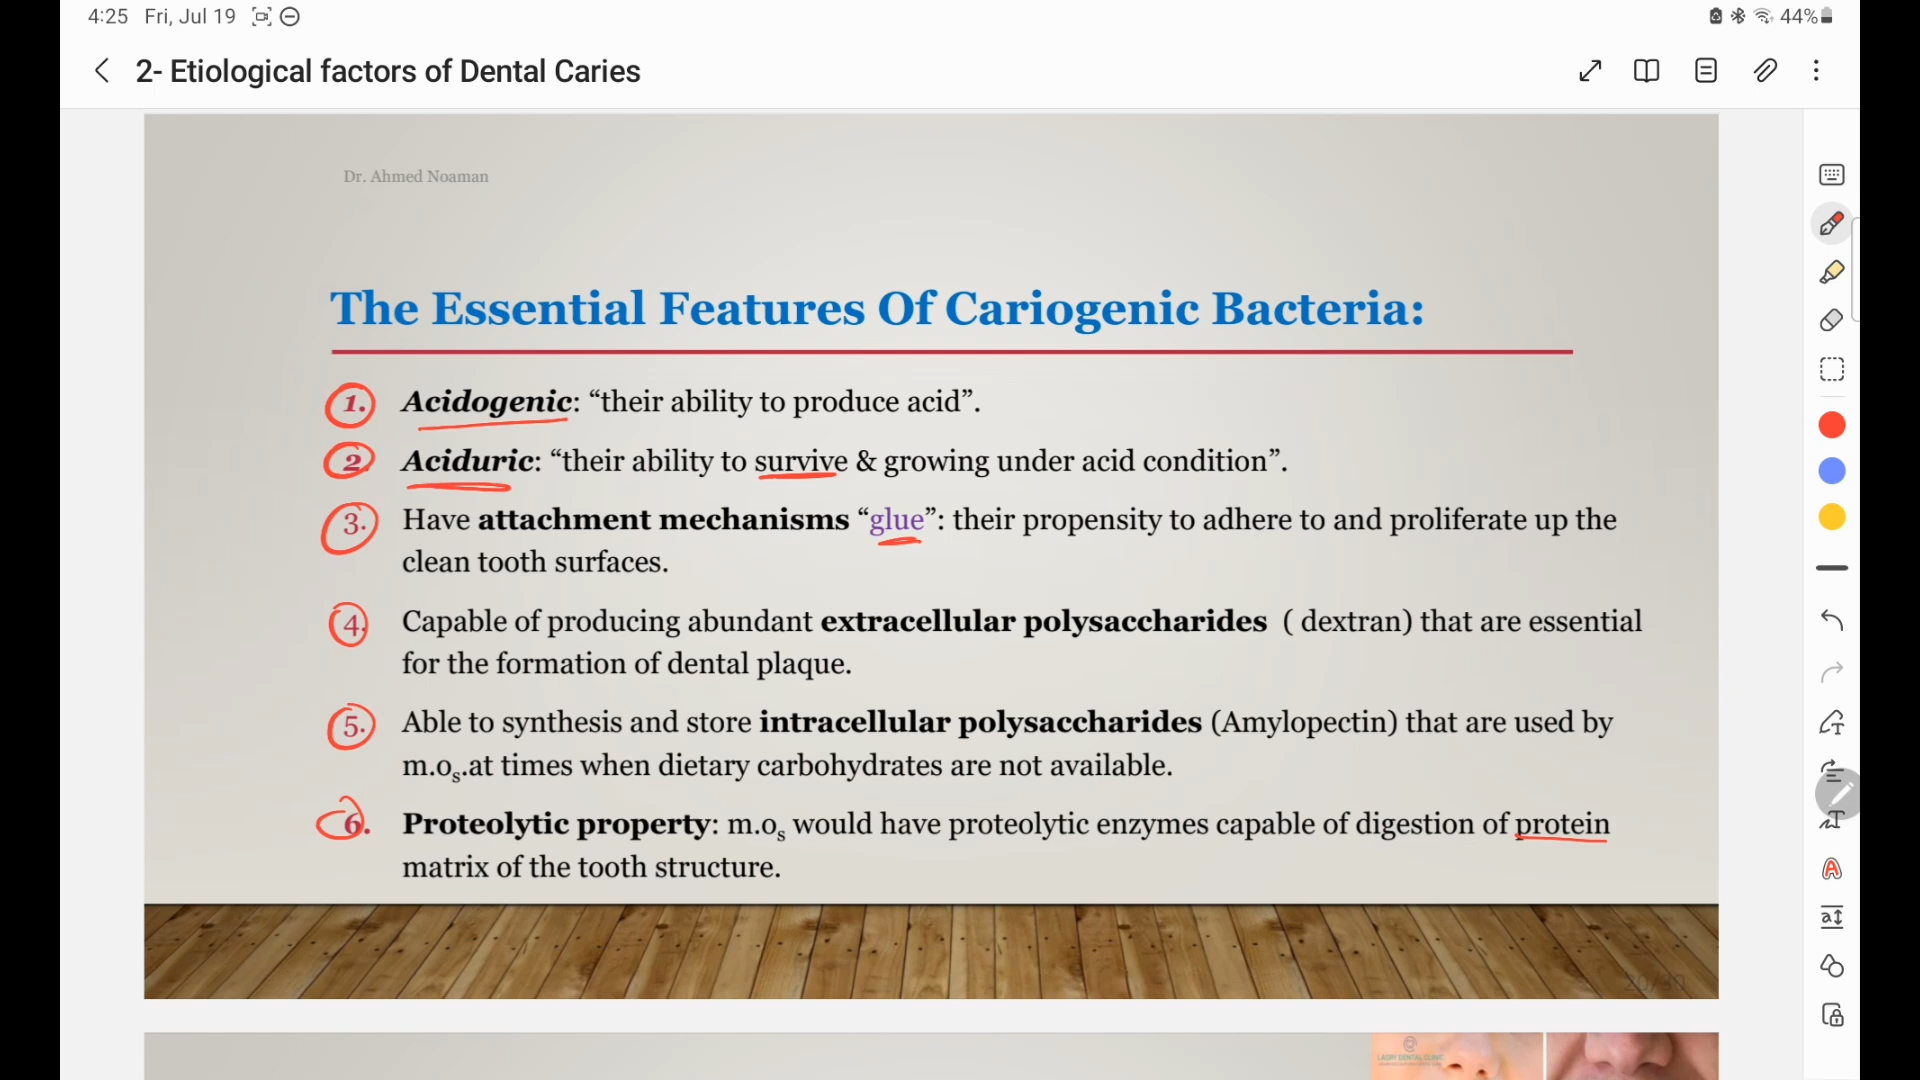 4:25 Fri, Jul 19
44%
2- Etiological factors of Dental Caries
Dr. Ahmed Noaman
The Essential Features Of Cariogenic Bacteria:
1. Acidogenic: “their ability to produce acid”.
2. Aciduric: “their ability to survive & growing under acid condition”.
3. Have attachment mechanisms “glue”: their propensity to adhere to and proliferate up the
clean tooth surfaces.
4. Capable of producing abundant extracellular polysaccharides ( dextran) that are essential
for the formation of dental plaque.
5. Able to synthesis and store intracellular polysaccharides (Amylopectin) that are used by
m.os.at times when dietary carbohydrates are not available.
6. Proteolytic property: m.os would have proteolytic enzymes capable of digestion of protein
matrix of the tooth structure.